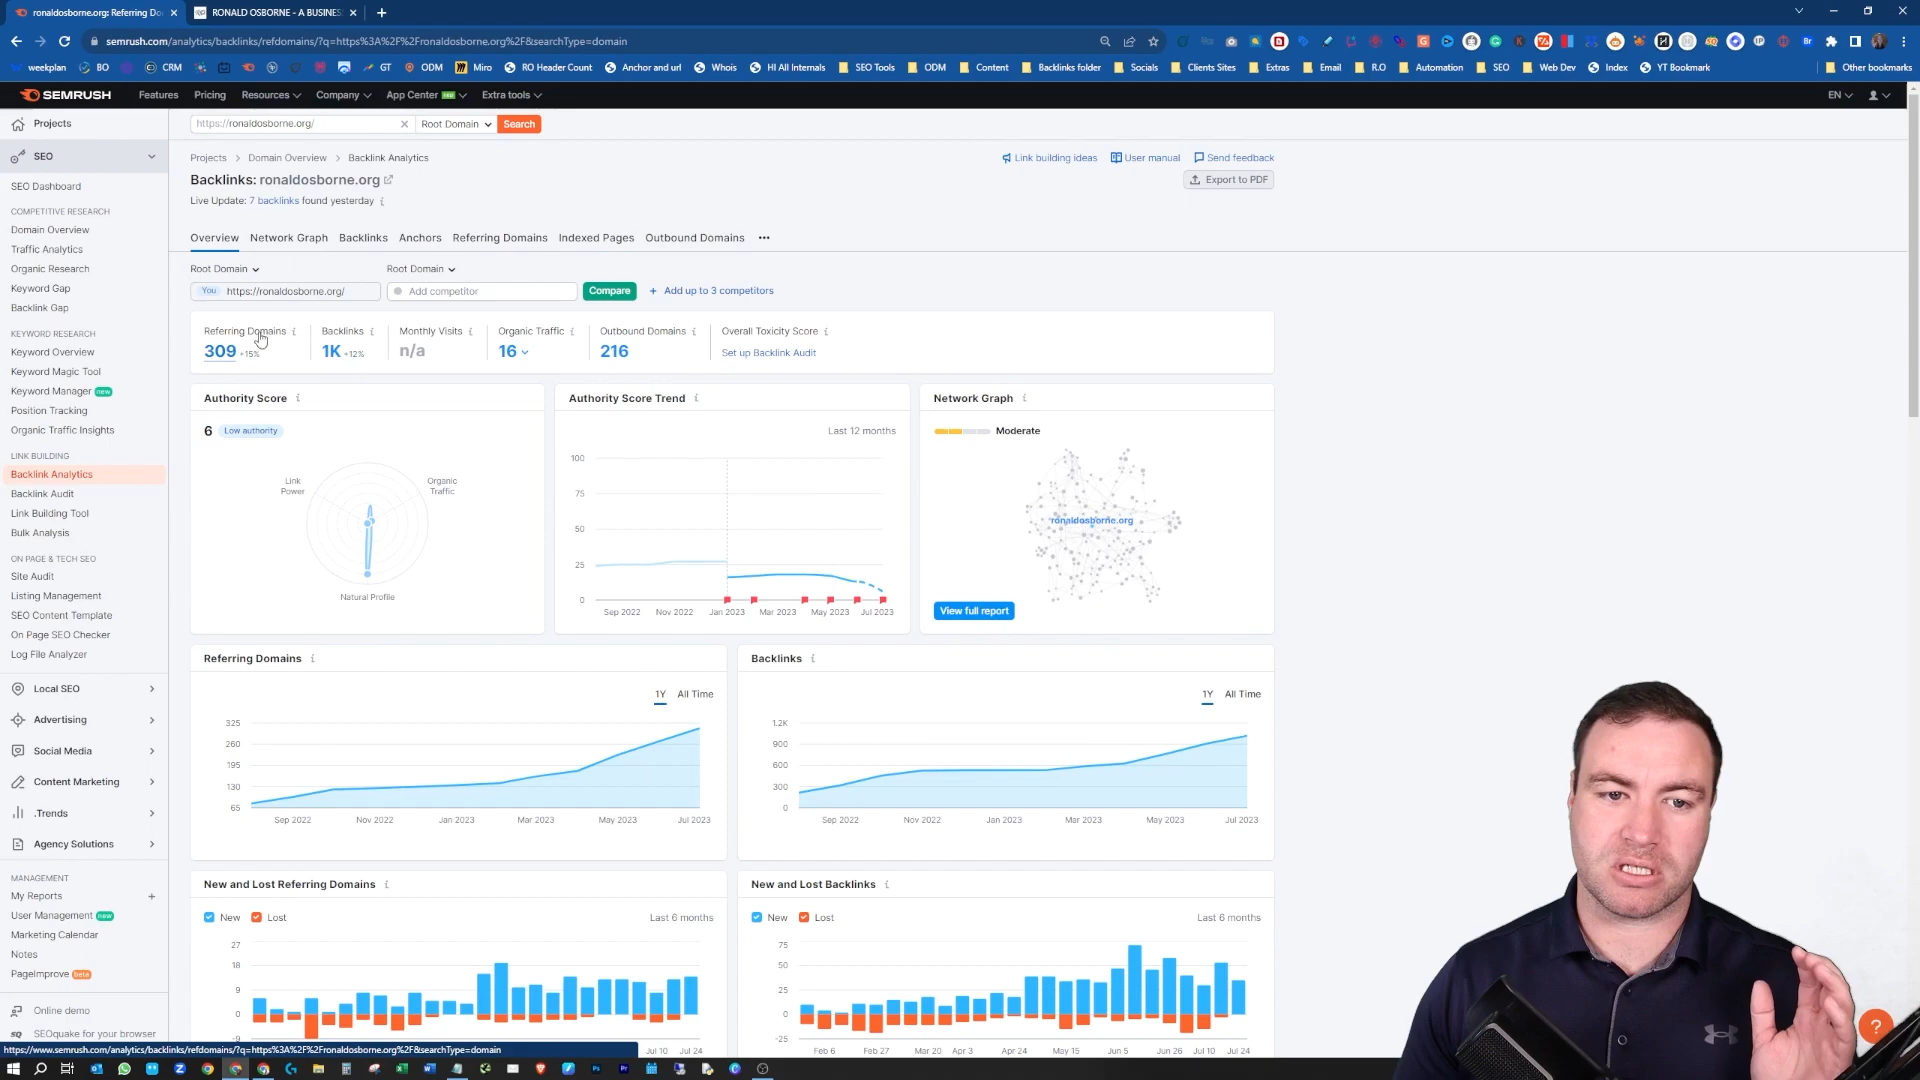 ronaldosborne.org: Referring Do
RONALD OSBORNE - A BUSINES
semrush.com/analytics/backlinks/refdomains/?q=https%3A%2F%2Fronaldosborne.org%2F&searchType=domain
weekplan BO CRM GT ODM Miro RO Header Count Anchor and url Whois HI All Internals SEO Tools ODM Content Backlinks folder Socials Clients Sites Extras Email R.O Automation SEO Web Dev Index YT Bookmark Other bookmarks
SEMRUSH Features Pricing Resources Company App Center new Extra tools EN
Projects
SEO
SEO Dashboard
COMPETITIVE RESEARCH
Domain Overview
Traffic Analytics
Organic Research
Keyword Gap
Backlink Gap
KEYWORD RESEARCH
Keyword Overview
Keyword Magic Tool
Keyword Manager new
Position Tracking
Organic Traffic Insights
LINK BUILDING
Backlink Analytics
Backlink Audit
Link Building Tool
Bulk Analysis
ON PAGE & TECH SEO
Site Audit
Listing Management
SEO Content Template
On Page SEO Checker
Log File Analyzer
Local SEO
Advertising
Social Media
Content Marketing
.Trends
Agency Solutions
MANAGEMENT
My Reports +
User Management new
Marketing Calendar
Notes
PageImprove beta
Online demo
SEOquake for your browser
https://ronaldosborne.org/ Root Domain Search
Projects > Domain Overview > Backlink Analytics
Link building ideas User manual Send feedback
Backlinks: ronaldosborne.org
Export to PDF
Live Update: 7 backlinks found yesterday
Overview Network Graph Backlinks Anchors Referring Domains Indexed Pages Outbound Domains
Root Domain Root Domain
You https://ronaldosborne.org/ Add competitor Compare + Add up to 3 competitors
Referring Domains Backlinks Monthly Visits Organic Traffic Outbound Domains Overall Toxicity Score
309 +15% 1K +12% n/a 16 216 Set up Backlink Audit
Authority Score
6 Low authority
Link Power
Organic Traffic
Natural Profile
Authority Score Trend
Last 12 months
100
75
50
25
0
Sep 2022 Nov 2022 Jan 2023 Mar 2023 May 2023 Jul 2023
Network Graph
Moderate
ronaldosborne.org
View full report
Referring Domains
1Y All Time
325
260
195
130
65
Sep 2022 Nov 2022 Jan 2023 Mar 2023 May 2023 Jul 2023
Backlinks
1Y All Time
1.2K
900
600
300
0
Sep 2022 Nov 2022 Jan 2023 Mar 2023 May 2023 Jul 2023
New and Lost Referring Domains
New Lost Last 6 months
27
18
9
0
-9
Jul 10 Jul 24
New and Lost Backlinks
New Lost Last 6 months
75
50
25
0
-25
Feb 6 Feb 27 Mar 20 Apr 3 Apr 24 May 15 Jun 5 Jun 26 Jul 10 Jul 24
?
https://www.semrush.com/analytics/backlinks/refdomains/?q=https%3A%2F%2Fronaldosborne.org%2F&searchType=domain